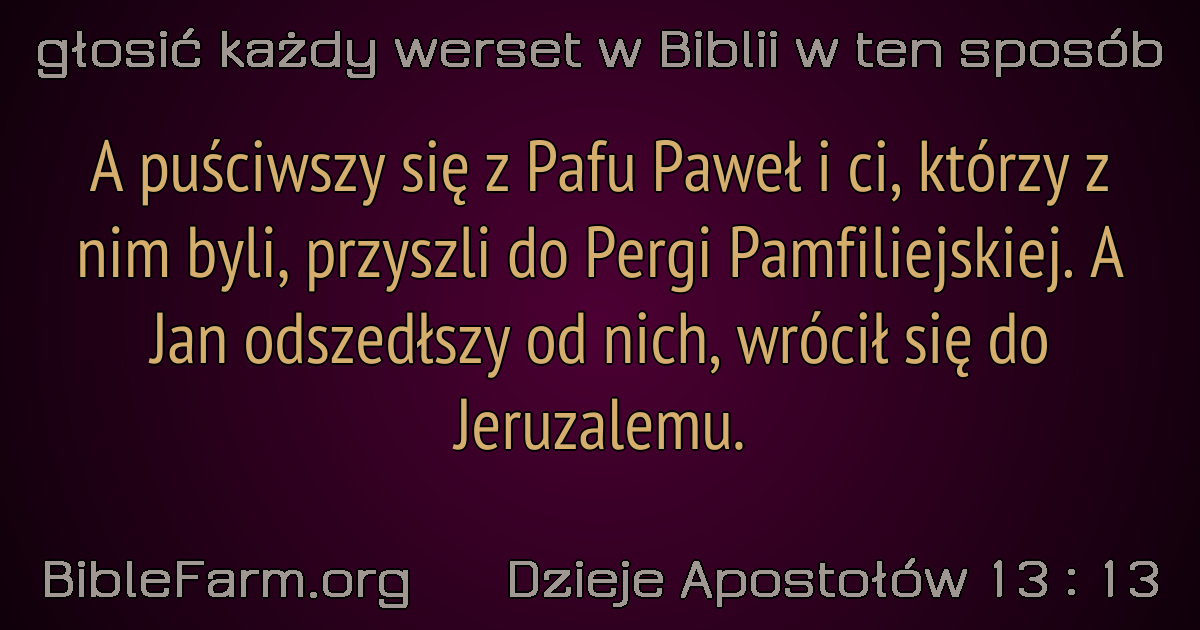 głosić każdy werset w Biblii w ten sposób
A puściwszy się z Pafu Paweł i ci, którzy z
nim byli, przyszli do Pergi Pamfiliejskiej. A
Jan odszedłszy od nich, wrócił się do
Jeruzalemu.
BibleFarm.org Dzieje Apostołów 13 : 13